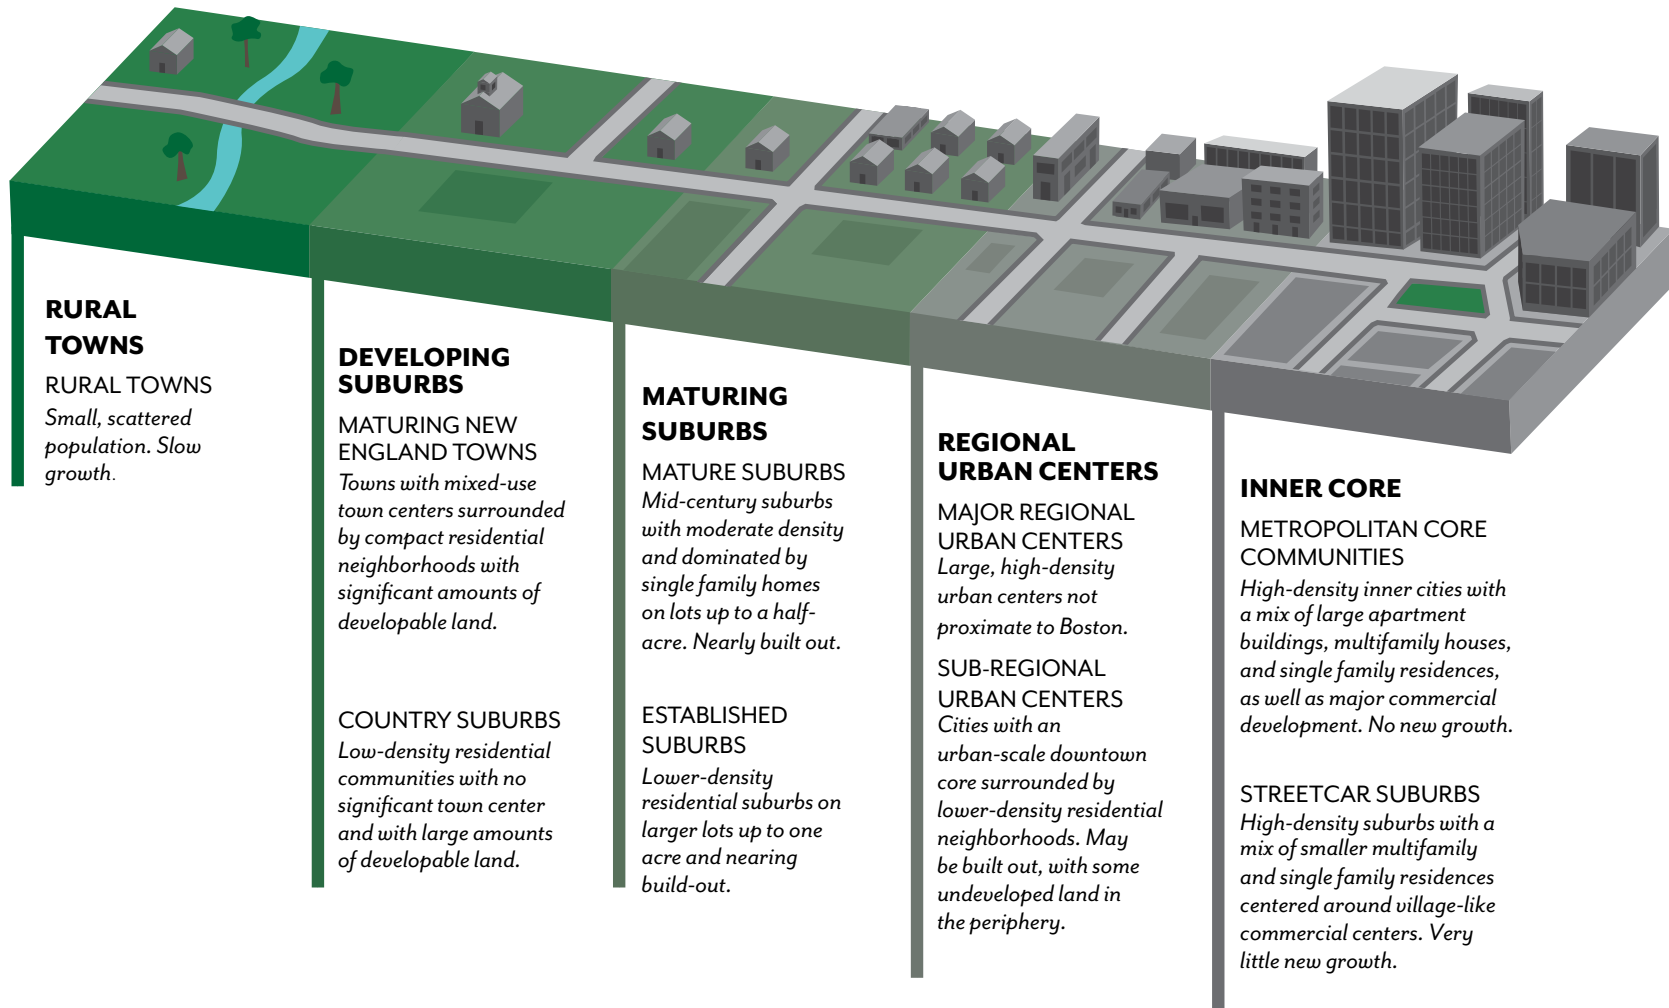 RURAL
TOWNS
RURAL TOWNS
Small, scattered
population. Slow
growth.
DEVELOPING
SUBURBS
MATURING NEW
ENGLAND TOWNS
Towns with mixed-use
town centers surrounded
by compact residential
neighborhoods with
significant amounts of
developable land.
COUNTRY SUBURBS
Low-density residential
communities with no
significant town center
and with large amounts
of developable land.
MATURING
SUBURBS
MATURE SUBURBS
Mid-century suburbs
with moderate density
and dominated by
single family homes
on lots up to a half-
acre. Nearly built out.
ESTABLISHED
SUBURBS
Lower-density
residential suburbs on
larger lots up to one
acre and nearing
build-out.
REGIONAL
URBAN CENTERS
MAJOR REGIONAL
URBAN CENTERS
Large, high-density
urban centers not
proximate to Boston.
SUB-REGIONAL
URBAN CENTERS
Cities with an
urban-scale downtown
core surrounded by
lower-density residential
neighborhoods. May
be built out, with some
undeveloped land in
the periphery.
INNER CORE
METROPOLITAN CORE
COMMUNITIES
High-density inner cities with
a mix of large apartment
buildings, multifamily houses,
and single family residences,
as well as major commercial
development. No new growth.
STREETCAR SUBURBS
High-density suburbs with a
mix of smaller multifamily
and single family residences
centered around village-like
commercial centers. Very
little new growth.